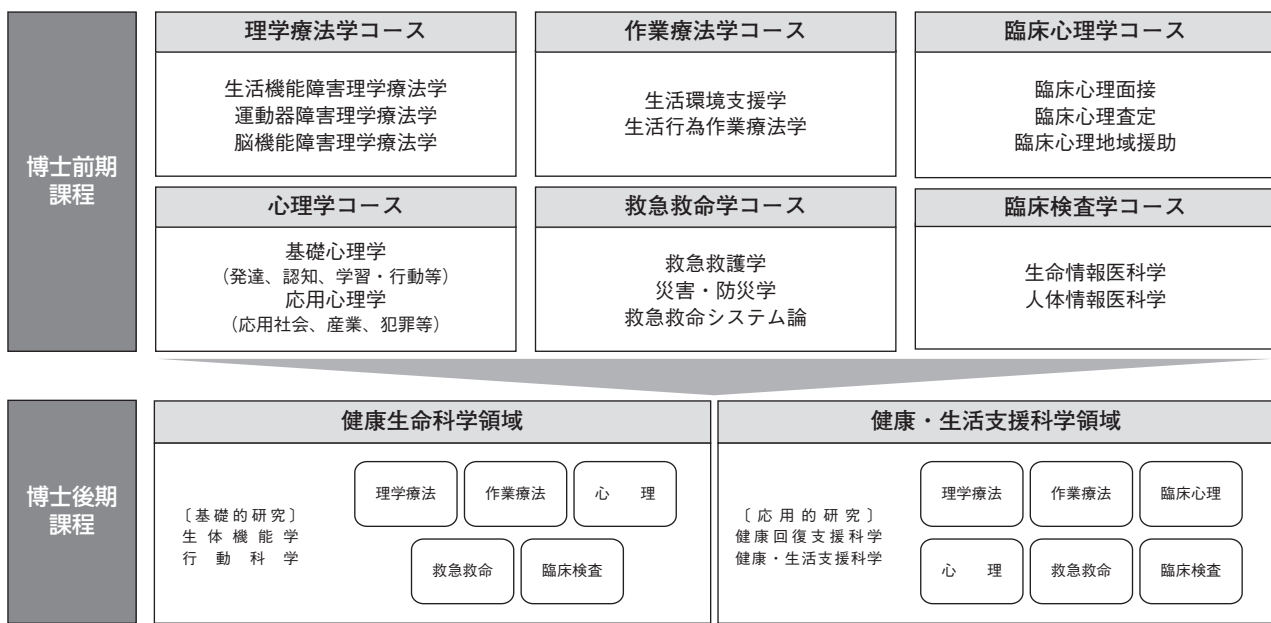 博士前期
課程
理学療法学コース
生活機能障害理学療法学
運動器障害理学療法学
脳機能障害理学療法学
作業療法学コース
生活環境支援学
生活行為作業療法学
臨床心理学コース
臨床心理面接
臨床心理査定
臨床心理地域援助
心理学コース
基礎心理学
（発達、認知、学習・行動等）
応用心理学
（応用社会、産業、犯罪等）
救急救命学コース
救急救護学
災害・防災学
救急救命システム論
臨床検査学コース
生命情報医科学
人体情報医科学
博士後期
課程
健康生命科学領域
〔基礎的研究〕
生体機能学
行動科学
理学療法
作業療法
心　理
救急救命
臨床検査
健康・生活支援科学領域
〔応用的研究〕
健康回復支援科学
健康・生活支援科学
理学療法
作業療法
臨床心理
心　理
救急救命
臨床検査